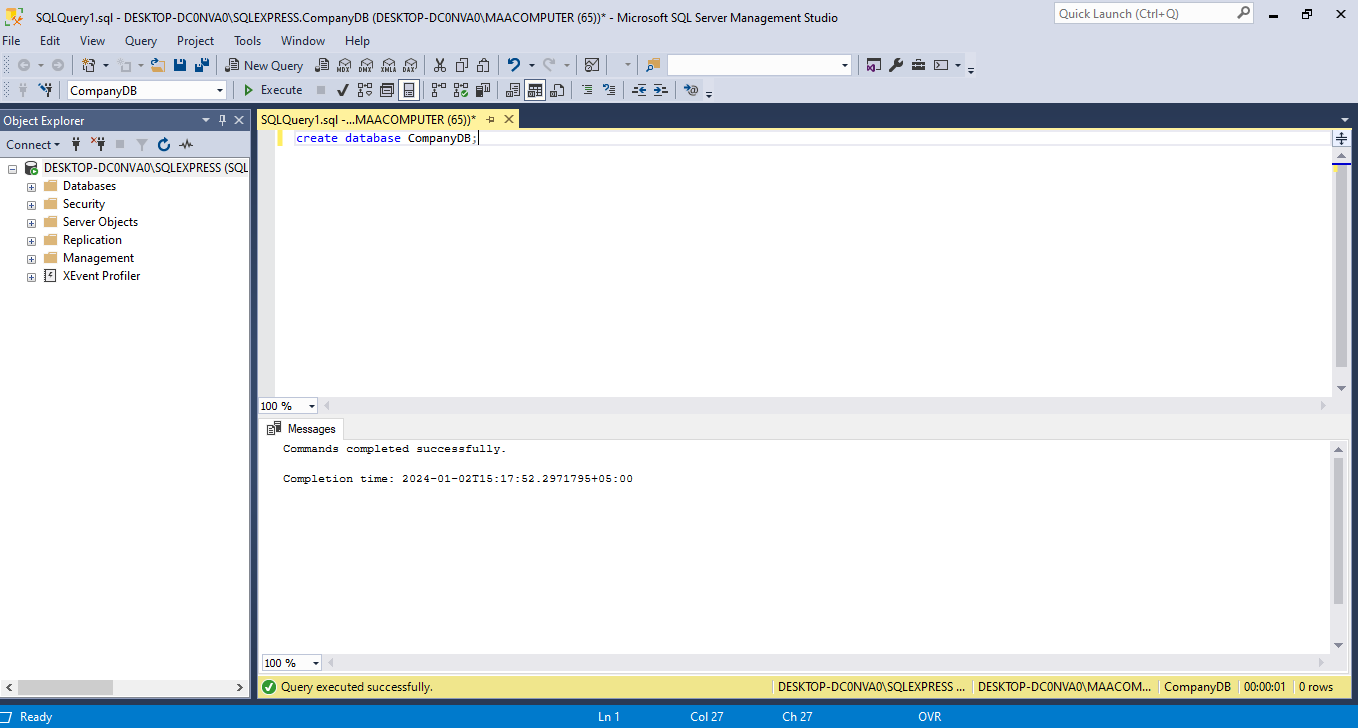 SQLQuery1.sql - DESKTOP-DC0NVA0\SQLEXPRESS.CompanyDB (DESKTOP-DC0NVA0\MAACOMPUTER (65))* - Microsoft SQL Server Management Studio
Quick Launch (Ctrl+Q)
File Edit View Query Project Tools Window Help
New Query MDX DMX XMLA DAX
CompanyDB Execute
Object Explorer
SQLQuery1.sql -...MAACOMPUTER (65))*
Connect
create database CompanyDB;
DESKTOP-DC0NVA0\SQLEXPRESS (SQL
Databases
Security
Server Objects
Replication
Management
XEvent Profiler
100 %
Messages
Commands completed successfully.
Completion time: 2024-01-02T15:17:52.2971795+05:00
100 %
Query executed successfully. DESKTOP-DC0NVA0\SQLEXPRESS ... DESKTOP-DC0NVA0\MAACOM... CompanyDB 00:00:01 0 rows
Ready Ln 1 Col 27 Ch 27 OVR